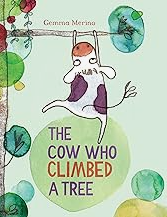 Gemma Merino
THE
COW WHO
CLIMBED
A TREE